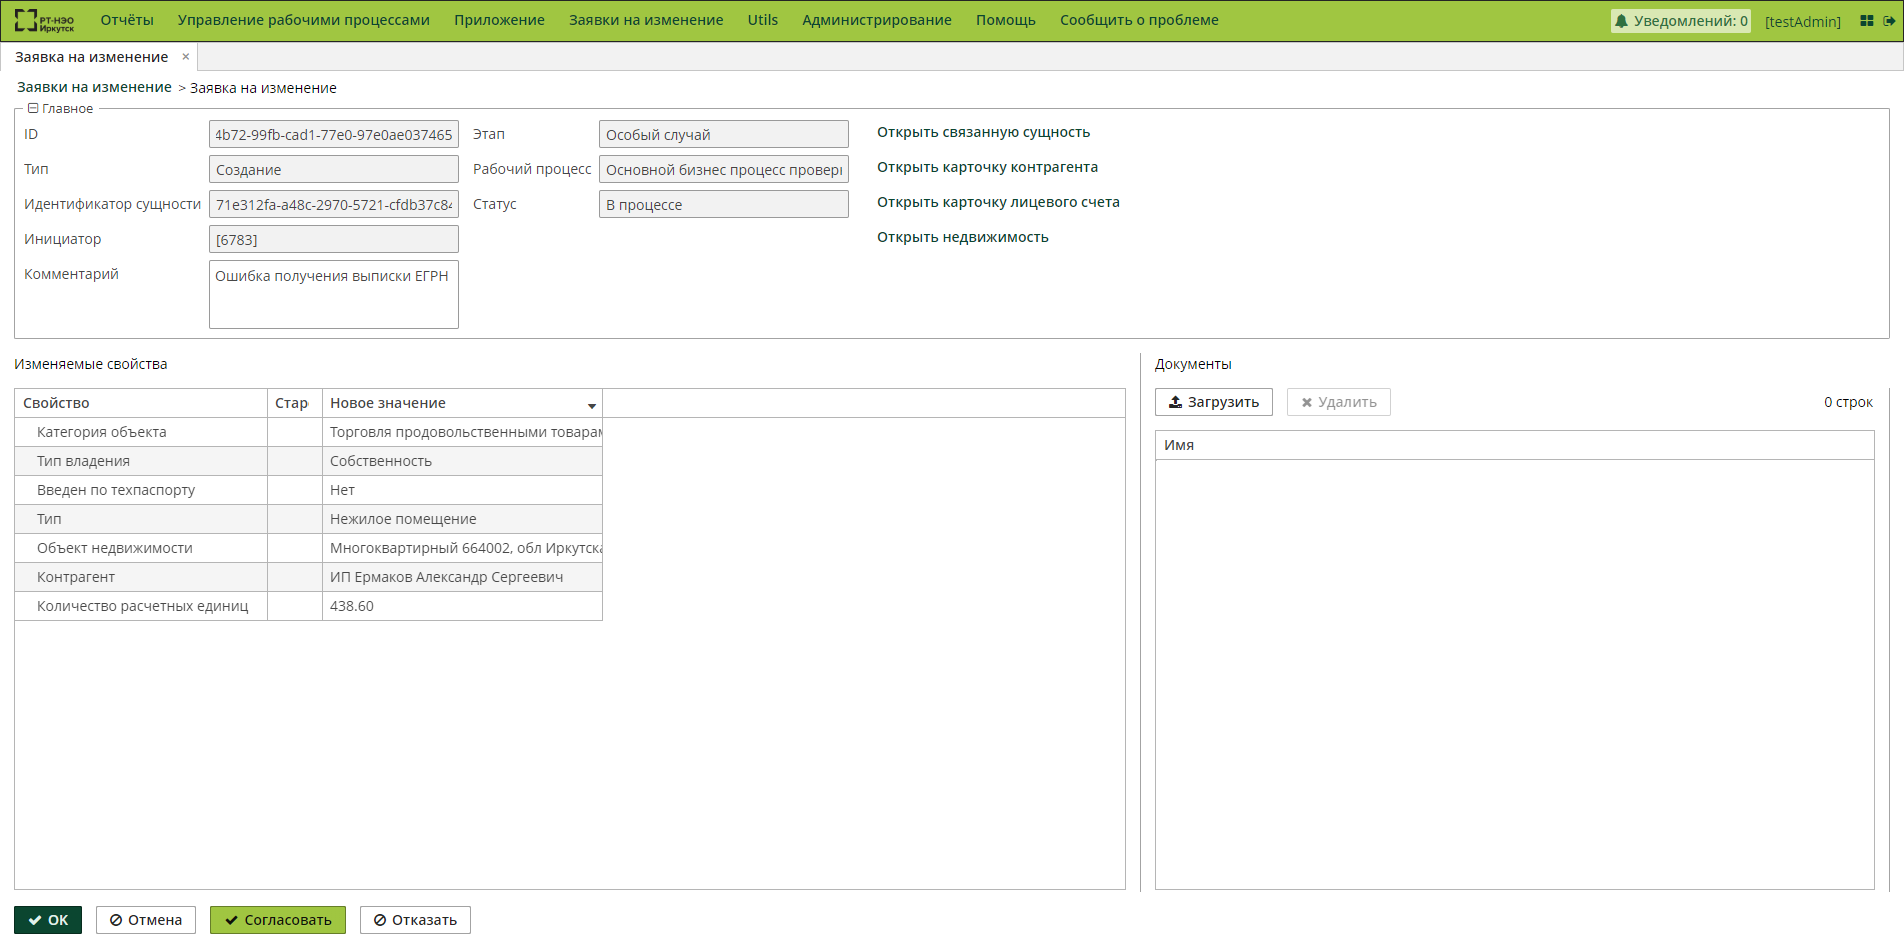 РТ-НЭО Иркутск Отчёты Управление рабочими процессами Приложение Заявки на изменение Utils Администрирование Помощь Сообщить о проблеме Уведомлений: 0 [testAdmin]
Заявка на изменение ×
Заявки на изменение > Заявка на изменение
Главное
ID 4b72-99fb-cad1-77e0-97e0ae037465 Этап Особый случай Открыть связанную сущность
Тип Создание Рабочий процесс Основной бизнес процесс проверк Открыть карточку контрагента
Идентификатор сущности 71e312fa-a48c-2970-5721-cfdb37c84 Статус В процессе Открыть карточку лицевого счета
Инициатор [6783] Открыть недвижимость
Комментарий Ошибка получения выписки ЕГРН
Изменяемые свойства Документы
Загрузить Удалить 0 строк
Свойство Стар Новое значение
Имя
Категория объекта Торговля продовольственными товарам
Тип владения Собственность
Введен по техпаспорту Нет
Тип Нежилое помещение
Объект недвижимости Многоквартирный 664002, обл Иркутска
Контрагент ИП Ермаков Александр Сергеевич
Количество расчетных единиц 438.60
OK Отмена Согласовать Отказать